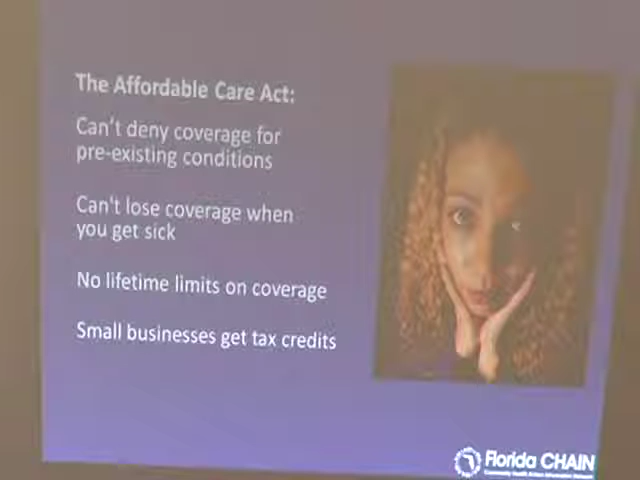 The Affordable Care Act:
Can't deny coverage for
pre-existing conditions
Can't lose coverage when
you get sick
No lifetime limits on coverage
Small businesses get tax credits
Florida CHAIN